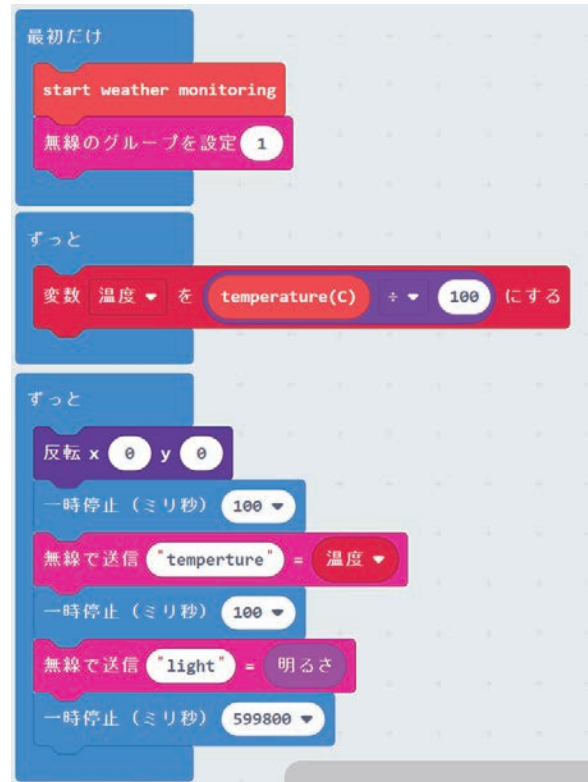 最初だけ
start weather monitoring
無線のグループを設定 1
ずっと
変数 温度 を temperature(C) ÷ 100 にする
ずっと
反転 x 0 y 0
一時停止 (ミリ秒) 100
無線で送信 "temperture" = 温度
一時停止 (ミリ秒) 100
無線で送信 "light" = 明るさ
一時停止 (ミリ秒) 599800